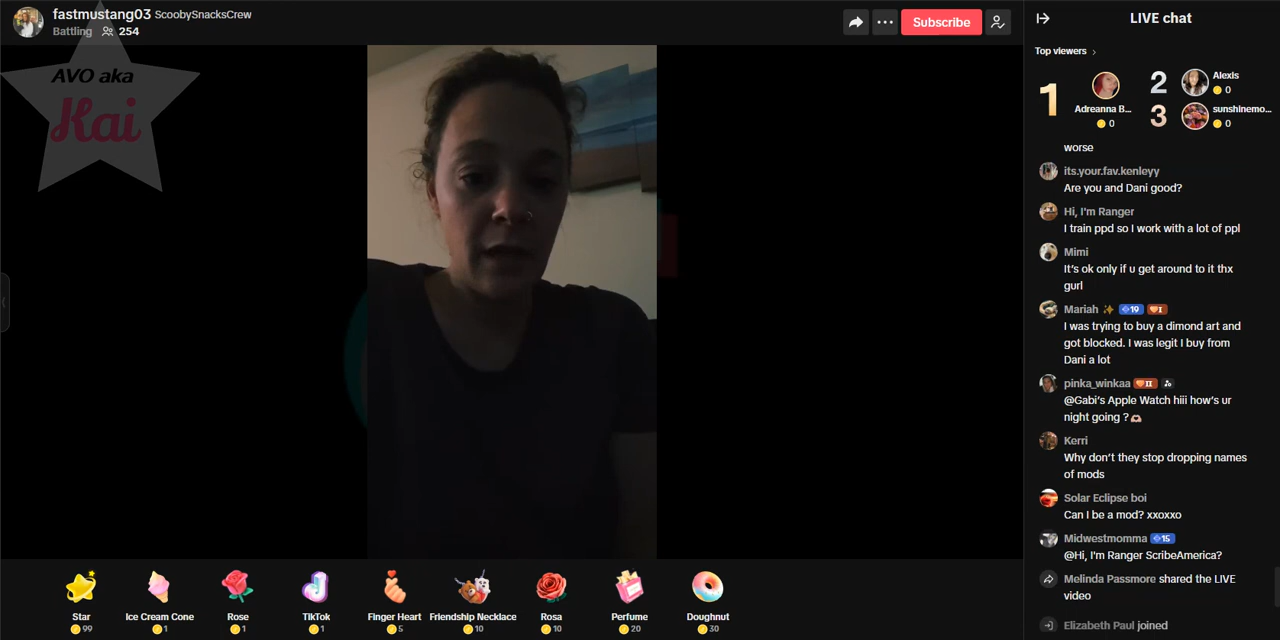 fastmustang03 ScoobySnacksCrew
Battling 254
Subscribe
LIVE chat
AVO aka
Kai
Top viewers
1
Adreanna B...
0
2
Alexis
0
3
sunshinemo...
0
worse
its.your.fav.kenleyy
Are you and Dani good?
Hi, I'm Ranger
I train ppd so I work with a lot of ppl
Mimi
It's ok only if u get around to it thx
gurl
Mariah ✨ 19 I
I was trying to buy a dimond art and
got blocked. I was legit I buy from
Dani a lot
pinka_winkaa II
@Gabi's Apple Watch hiii how's ur
night going ?🫶🏼
Kerri
Why don't they stop dropping names
of mods
Solar Eclipse boi
Can I be a mod? xxoxxo
Midwestmomma 15
@Hi, I'm Ranger ScribeAmerica?
Melinda Passmore shared the LIVE
video
Elizabeth Paul joined
Star
99
Ice Cream Cone
1
Rose
1
TikTok
1
Finger Heart
5
Friendship Necklace
10
Rosa
10
Perfume
20
Doughnut
30